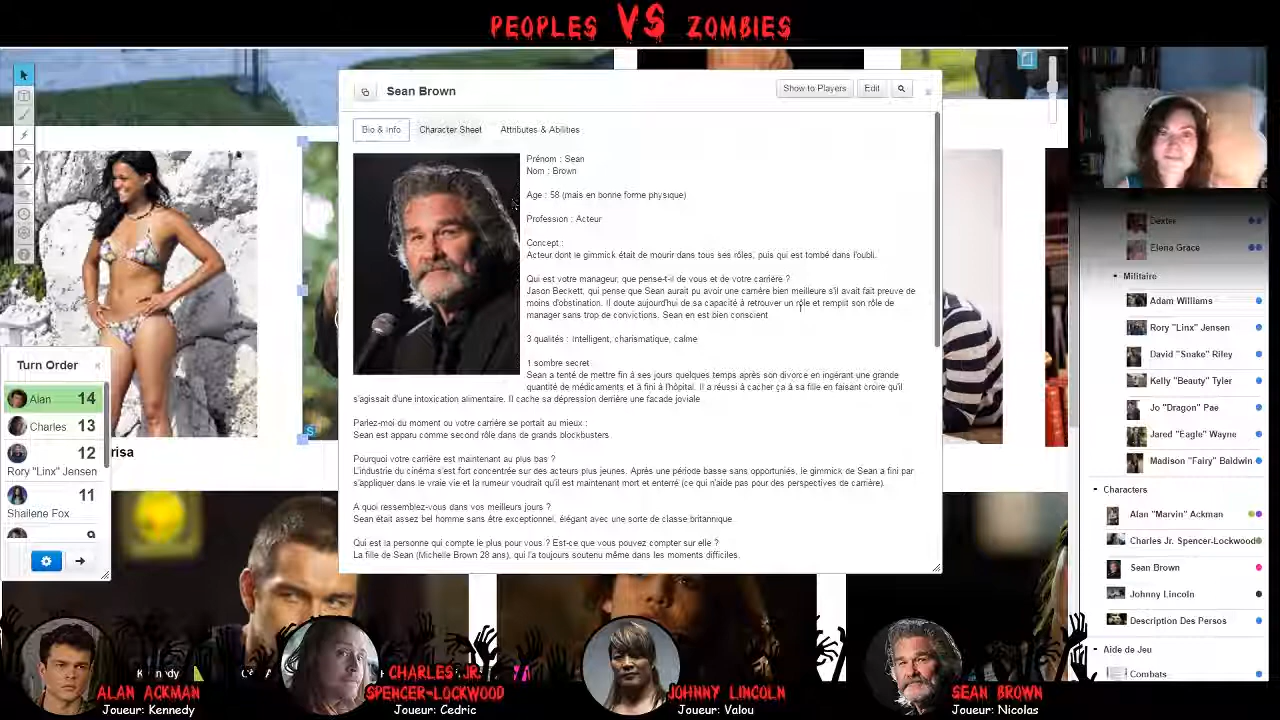 PEOPLES VS ZOMBIES
Sean Brown
Show to Players
Edit
Bio & Info
Character Sheet
Attributes & Abilities
Prénom : Sean
Nom : Brown
Age : 58 (mais en bonne forme physique)
Profession : Acteur
Concept :
Acteur dont le gimmick était de mourir dans tous ses rôles, puis qui est tombé dans l'oubli.
Qui est votre manageur, que pense-t-il de vous et de votre carrière ?
Jason Beckett, qui pense que Sean aurait pu avoir une carrière bien meilleure s'il avait fait preuve de
moins d'obstination. Il doute aujourd'hui de sa capacité à retrouver un rôle et remplit son rôle de
manager sans trop de convictions. Sean en est bien conscient
3 qualités : intelligent, charismatique, calme
1 sombre secret
Sean a tenté de mettre fin à ses jours quelques temps après son divorce en ingérant une grande
quantité de médicaments et à fini à l'hôpital. Il a réussi à cacher ça à sa fille en faisant croire qu'il
s'agissait d'une intoxication alimentaire. Il cache sa dépression derrière une facade joviale
Parlez-moi du moment ou votre carrière se portait au mieux :
Sean est apparu comme second rôle dans de grands blockbusters
Pourquoi votre carrière est maintenant au plus bas ?
L'industrie du cinéma s'est fort concentrée sur des acteurs plus jeunes. Après une période basse sans opportuniés, le gimmick de Sean a fini par
s'appliquer dans le vraie vie et la rumeur voudrait qu'il est maintenant mort et enterré (ce qui n'aide pas pour des perspectives de carrière).
A quoi ressemblez-vous dans vos meilleurs jours ?
Sean était assez bel homme sans être exceptionnel, élégant avec une sorte de classe britannique
Qui est la personne qui compte le plus pour vous ? Est-ce que vous pouvez compter sur elle ?
La fille de Sean (Michelle Brown 28 ans), qui l'a toujours soutenu même dans les moments difficiles.
Turn Order
Alan 14
Charles 13
12
Rory "Linx" Jensen
11
Shailene Fox
9
risa
Dexter
Elena Grace
Militaire
Adam Williams
Rory "Linx" Jensen
David "Snake" Riley
Kelly "Beauty" Tyler
Jo "Dragon" Pae
Jared "Eagle" Wayne
Madison "Fairy" Baldwin
Characters
Alan "Marvin" Ackman
Charles Jr. Spencer-Lockwood
Sean Brown
Johnny Lincoln
Description Des Persos
Aide de Jeu
Combats
ALAN ACKMAN
Joueur: Kennedy
CHARLES JR.
SPENCER-LOCKWOOD
Joueur: Cedric
JOHNNY LINCOLN
Joueur: Valou
SEAN BROWN
Joueur: Nicolas